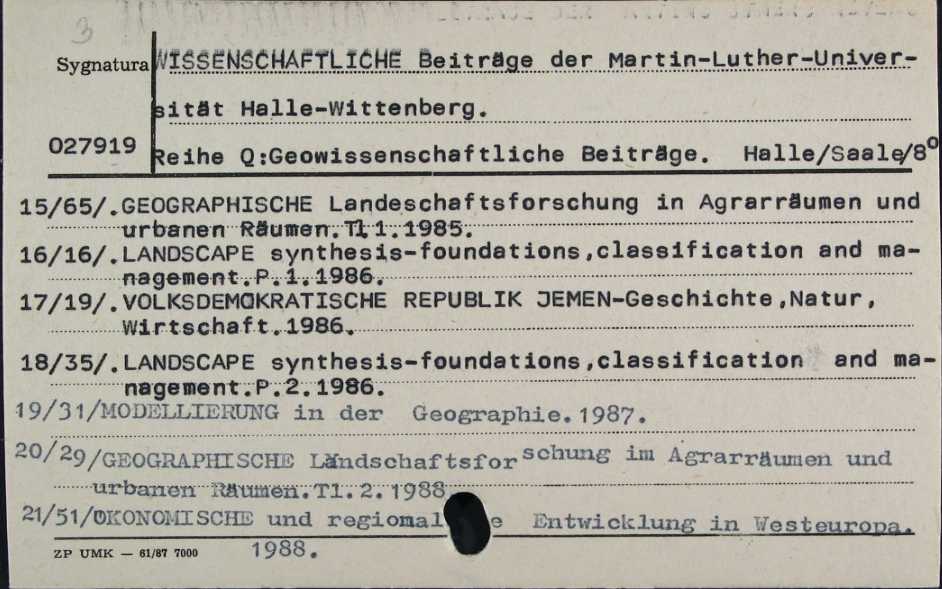 3
Sygnatura WISSENSCHAFTLICHE Beiträge der Martin-Luther-Univer-
sität Halle-Wittenberg.
027919 Reihe Q:Geowissenschaftliche Beiträge. Halle/Saale/8º
15/65/.GEOGRAPHISCHE Landeschaftsforschung in Agrarräumen und
urbanen Räumen.Tl.1.1985.
16/16/.LANDSCAPE synthesis-foundations,classification and ma-
nagement.P.1.1986.
17/19/.VOLKSDEMOKRATISCHE REPUBLIK JEMEN-Geschichte,Natur,
Wirtschaft.1986.
18/35/.LANDSCAPE synthesis-foundations,classification and ma-
nagement.P.2.1986.
19/31/MODELLIERUNG in der Geographie.1987.
20/29/GEOGRAPHISCHE Landschaftsforschung im Agrarräumen und
urbanen Räumen.Tl.2.1988
21/51/OKONOMISCHE und regional e Entwicklung in Westeuropa.
ZP UMK — 61/87 7000 1988.